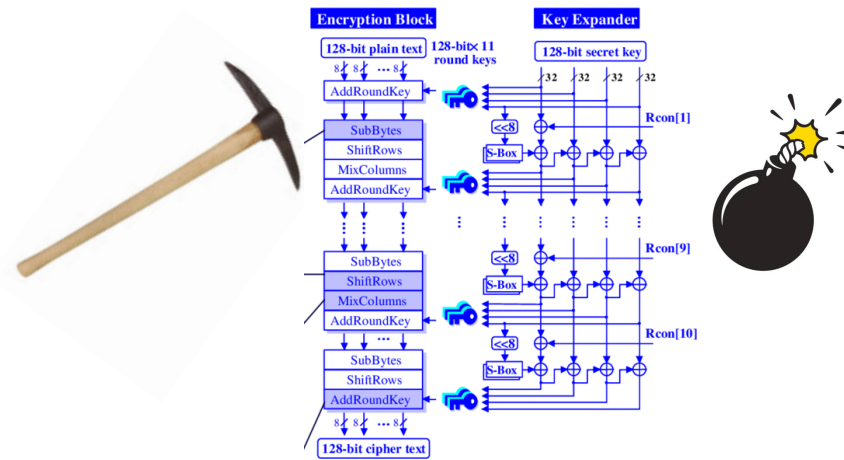 Encryption Block
Key Expander
128-bit plain text
128-bit× 11
round keys
128-bit secret key
8 8 ... 8
32 32 32 32
AddRoundKey
Rcon[1]
<<8
SubBytes
S-Box
ShiftRows
MixColumns
AddRoundKey
Rcon[9]
SubBytes
<<8
ShiftRows
S-Box
MixColumns
AddRoundKey
Rcon[10]
<<8
SubBytes
S-Box
ShiftRows
AddRoundKey
8 8 ... 8
128-bit cipher text